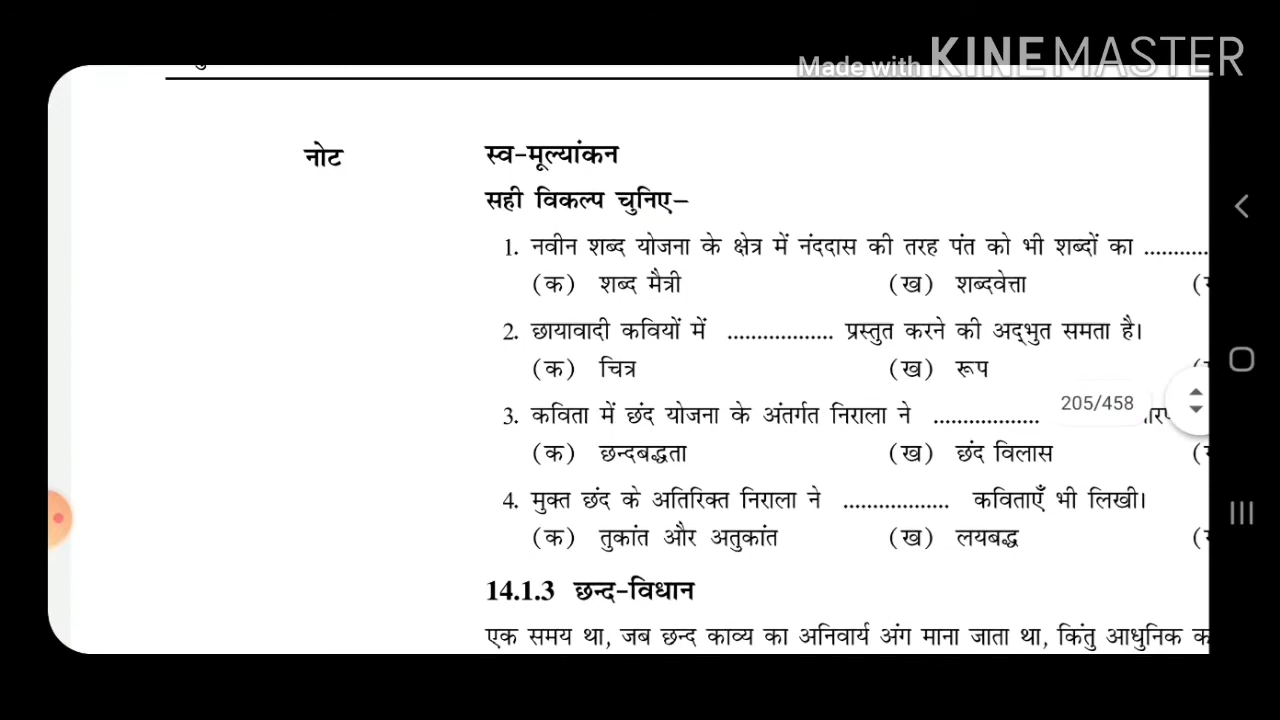 Made with KINEMASTER
नोट
स्व-मूल्यांकन
सही विकल्प चुनिए–
1. नवीन शब्द योजना के क्षेत्र में नंददास की तरह पंत को भी शब्दों का ...........
(क) शब्द मैत्री (ख) शब्दवेत्ता
2. छायावादी कवियों में .................. प्रस्तुत करने की अद्भुत समता है।
(क) चित्र (ख) रूप
3. कविता में छंद योजना के अंतर्गत निराला ने ..................
205/458
(क) छन्दबद्धता (ख) छंद विलास
4. मुक्त छंद के अतिरिक्त निराला ने .................. कविताएँ भी लिखी।
(क) तुकांत और अतुकांत (ख) लयबद्ध
14.1.3 छन्द-विधान
एक समय था, जब छन्द काव्य का अनिवार्य अंग माना जाता था, किंतु आधुनिक